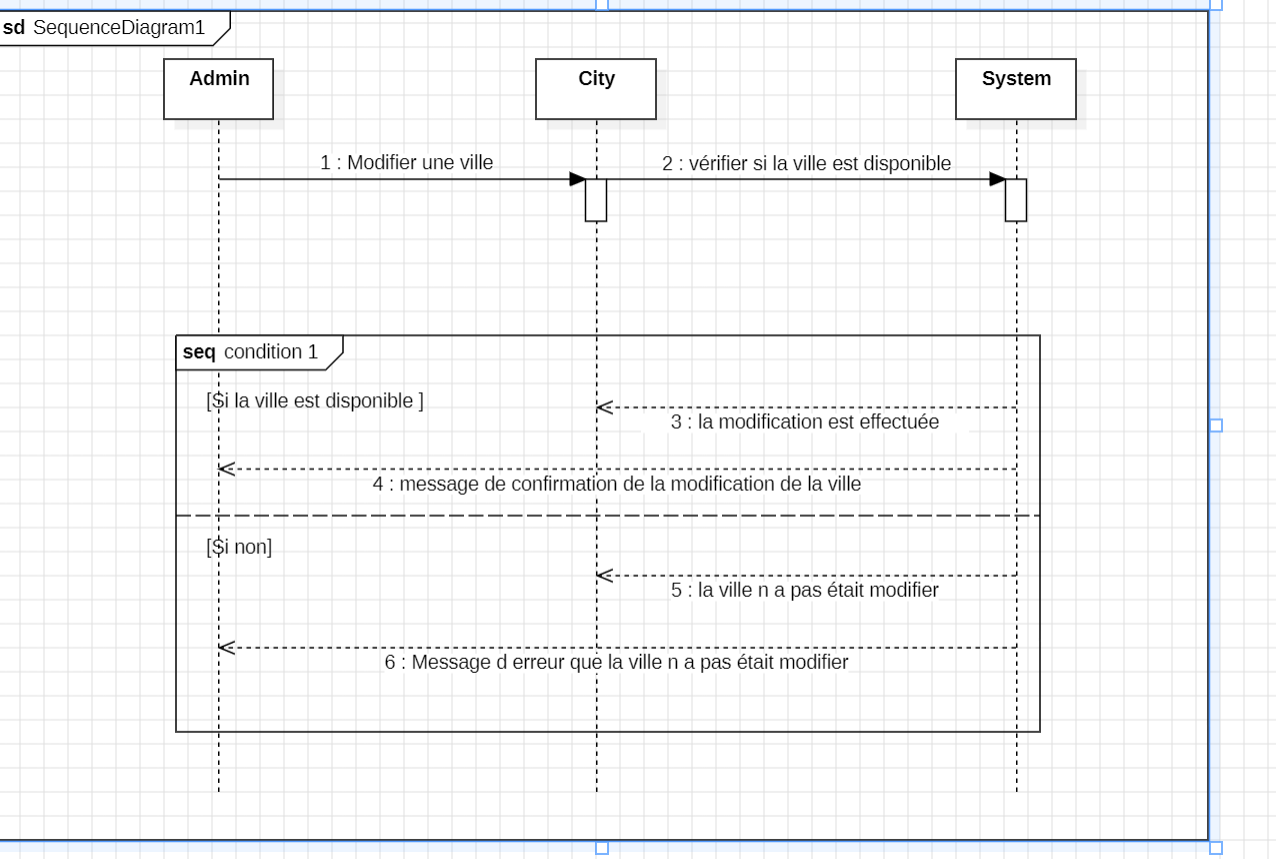 sd SequenceDiagram1
Admin
City
System
1 : Modifier une ville
2 : vérifier si la ville est disponible
seq condition 1
[Si la ville est disponible ]
3 : la modification est effectuée
4 : message de confirmation de la modification de la ville
[Si non]
5 : la ville n a pas était modifier
6 : Message d erreur que la ville n a pas était modifier